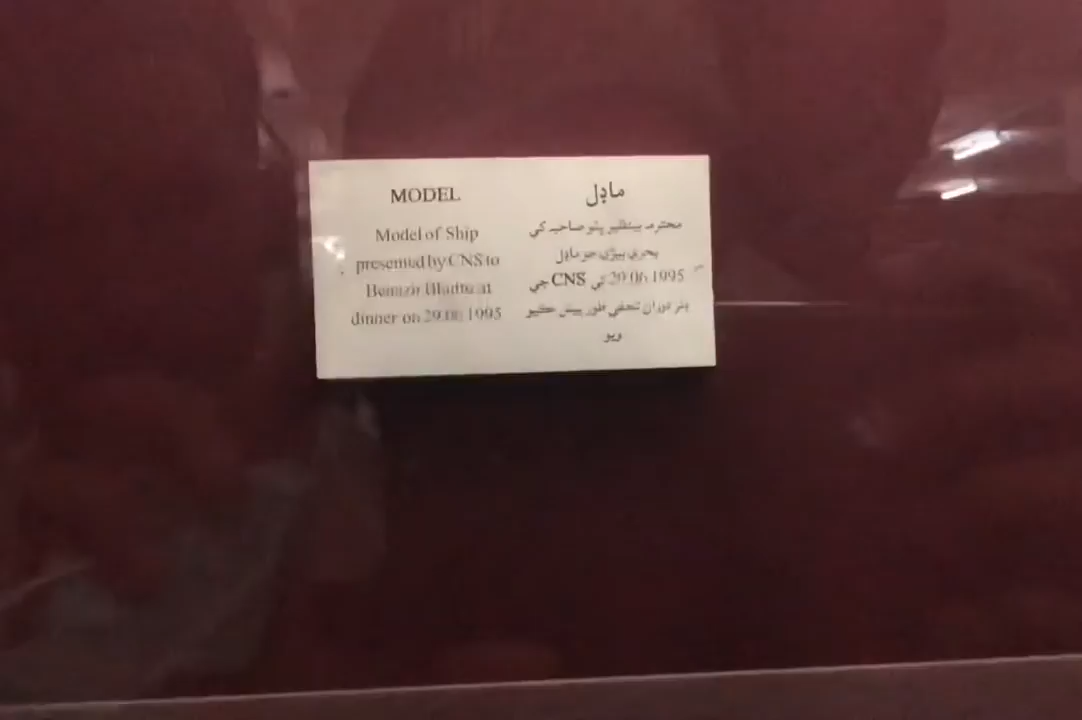 MODEL
Model of Ship
presented by CNS to
Benazir Bhutto at
dinner on 29.06.1995
ماڊل
محترمه بينظير ڀٽو صاحبه کي
بحري ٻيڙي جو ماڊل
29.06.1995 تي CNS جي
ڊنر دوران تحفي طور پيش ڪيو
ويو